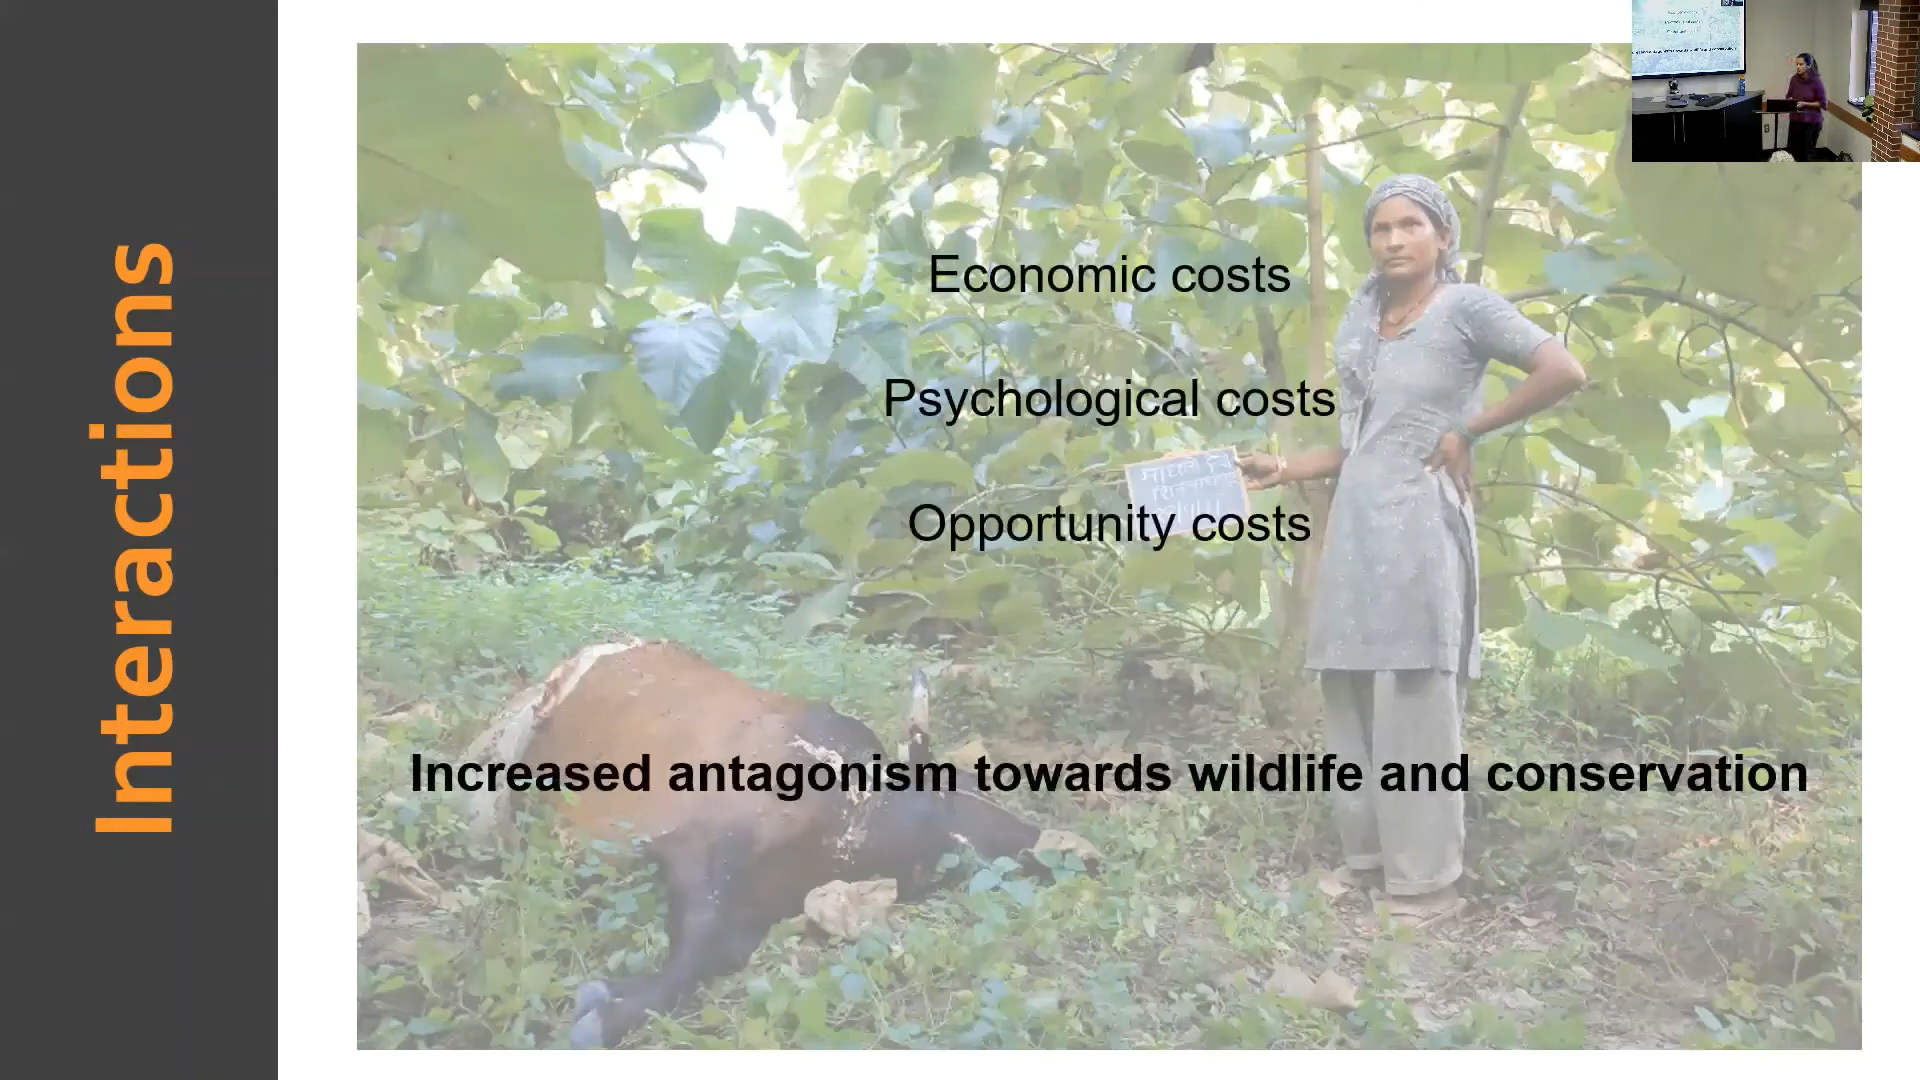 Interactions
Economic costs
Psychological costs
Opportunity costs
Increased antagonism towards wildlife and conservation